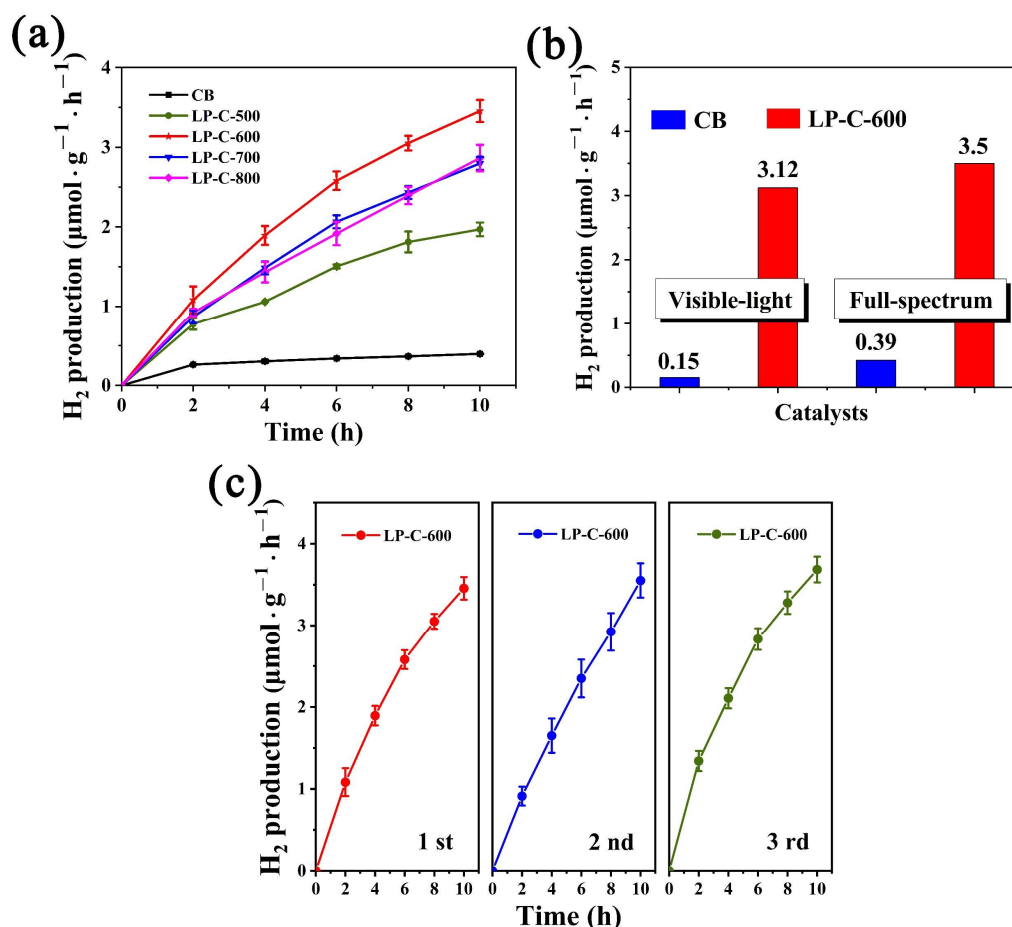 (a)
H₂ production (μmol·g⁻¹·h⁻¹)
4
3
2
1
0
CB
LP-C-500
LP-C-600
LP-C-700
LP-C-800
0 2 4 6 8 10
Time (h)
(b)
H₂ production (μmol·g⁻¹·h⁻¹)
5
4
3
2
1
0
CB LP-C-600
3.12 3.5
Visible-light Full-spectrum
0.15 0.39
Catalysts
(c)
H₂ production (μmol·g⁻¹·h⁻¹)
4
3
2
1
0
LP-C-600 LP-C-600 LP-C-600
1 st 2 nd 3 rd
0 2 4 6 8 10 0 2 4 6 8 10 0 2 4 6 8 10
Time (h)